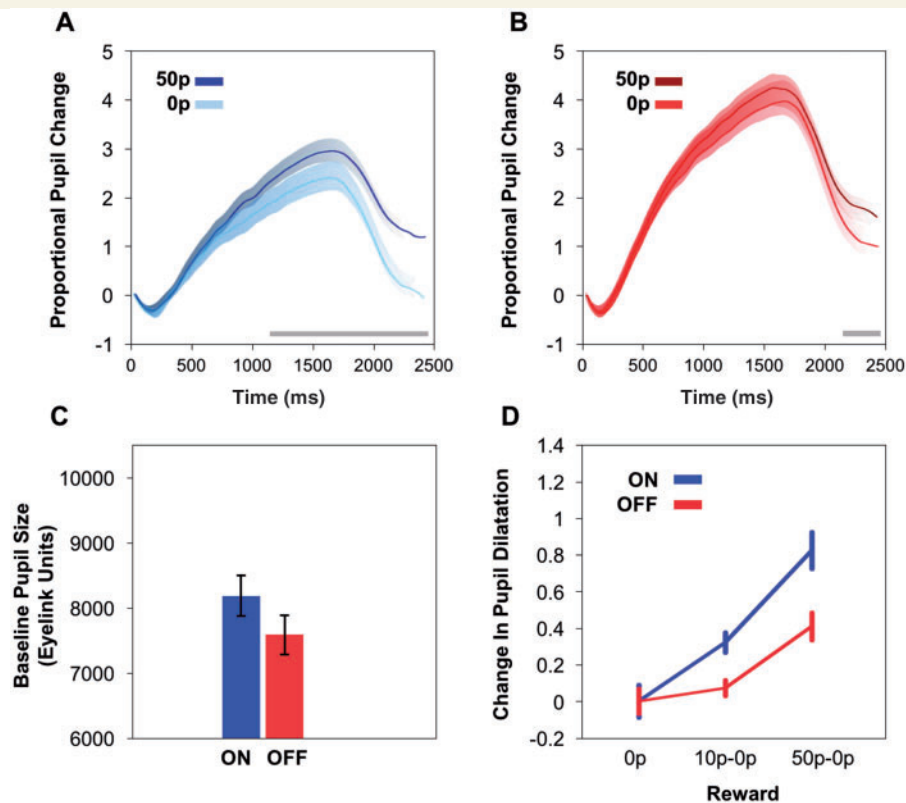 A
Proportional Pupil Change
5
4
3
2
1
0
-1
50p
0p
0 500 1000 1500 2000 2500
Time (ms)
B
Proportional Pupil Change
5
4
3
2
1
0
-1
50p
0p
0 500 1000 1500 2000 2500
Time (ms)
C
Baseline Pupil Size
(Eyelink Units)
10000
9000
8000
7000
6000
ON OFF
D
Change In Pupil Dilatation
1.4
1.2
1
0.8
0.6
0.4
0.2
0
-0.2
ON
OFF
0p 10p-0p 50p-0p
Reward